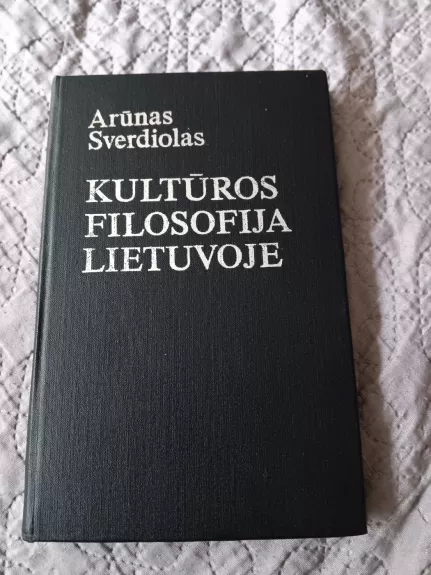 Arūnas
Sverdiolas
KULTŪROS
FILOSOFIJA
LIETUVOJE